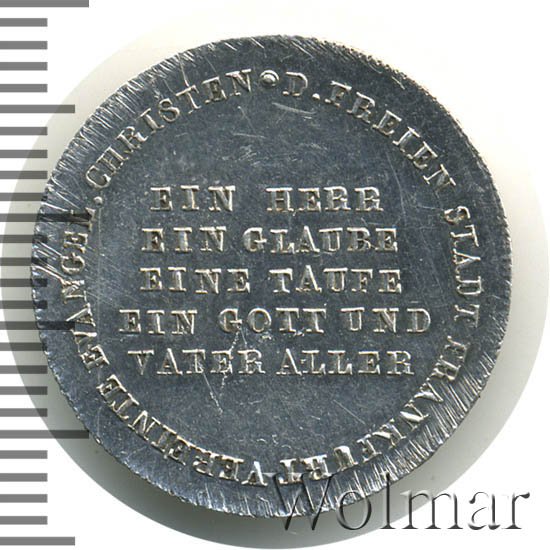 D. FREIEN STADT FRANKFURT. VEREINTE EVANGEL. CHRISTEN
EIN HERR
EIN GLAUBE
EINE TAUFE
EIN GOTT UND
VATER ALLER
Wolmar